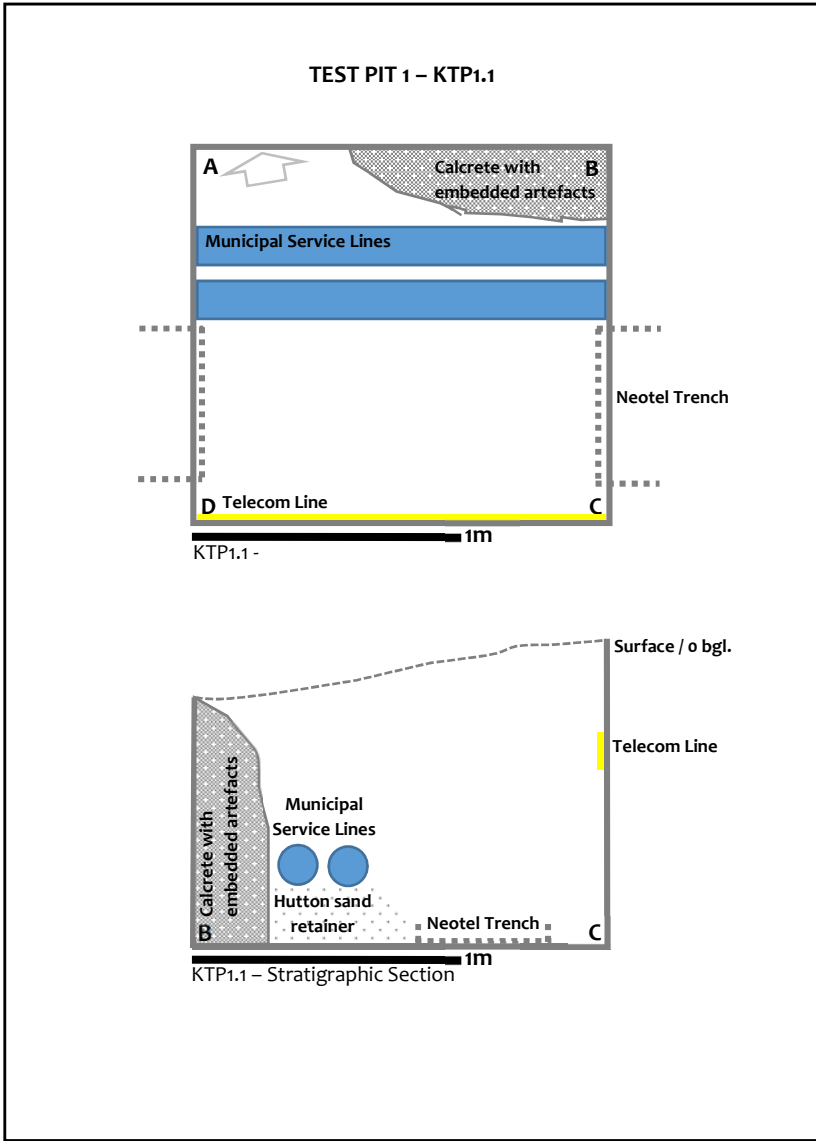 TEST PIT 1 – KTP1.1
A
Calcrete with
embedded artefacts
B
Municipal Service Lines
Neotel Trench
D
Telecom Line
C
1m
KTP1.1 -
Surface / 0 bgl.
Telecom Line
Calcrete with
embedded artefacts
Municipal
Service Lines
Hutton sand
retainer
Neotel Trench
B
C
1m
KTP1.1 – Stratigraphic Section